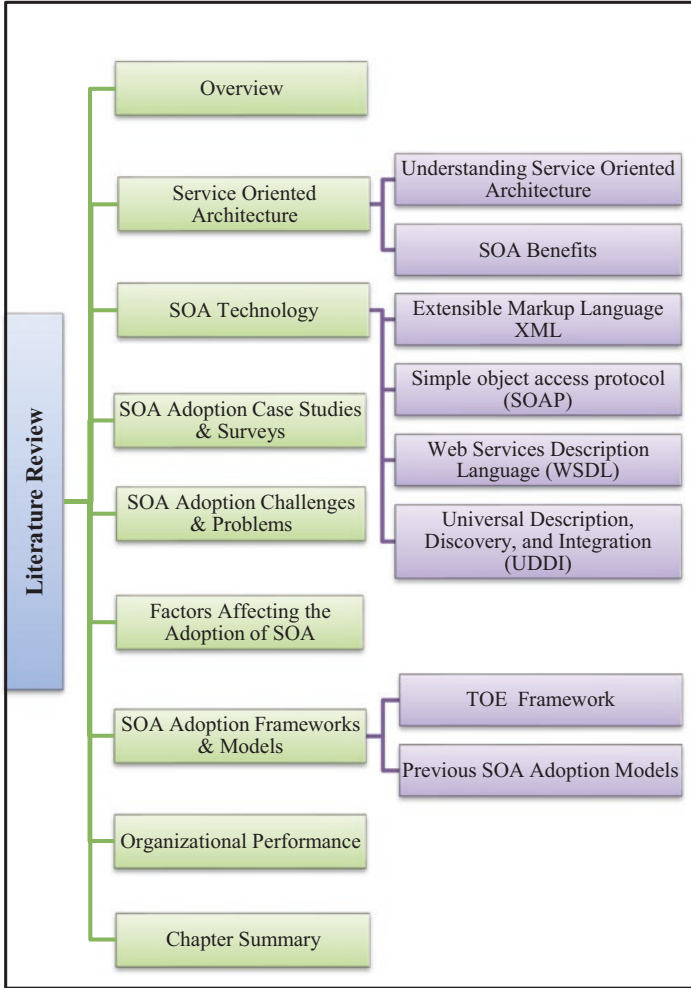 Literature Review
Overview
Service Oriented
Architecture
Understanding Service Oriented
Architecture
SOA Benefits
SOA Technology
Extensible Markup Language
XML
Simple object access protocol
(SOAP)
Web Services Description
Language (WSDL)
Universal Description,
Discovery, and Integration
(UDDI)
SOA Adoption Case Studies
& Surveys
SOA Adoption Challenges
& Problems
Factors Affecting the
Adoption of SOA
SOA Adoption Frameworks
& Models
TOE Framework
Previous SOA Adoption Models
Organizational Performance
Chapter Summary